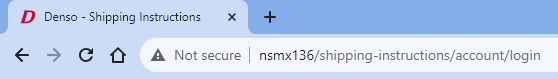 D Denso - Shipping Instructions
Not secure nsmx136/shipping-instructions/account/login